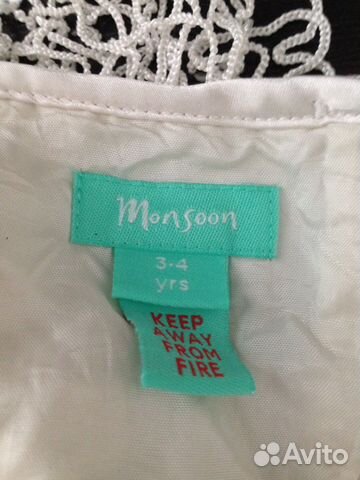 Monsoon
3-4
yrs
KEEP
AWAY
FROM
FIRE
Avito